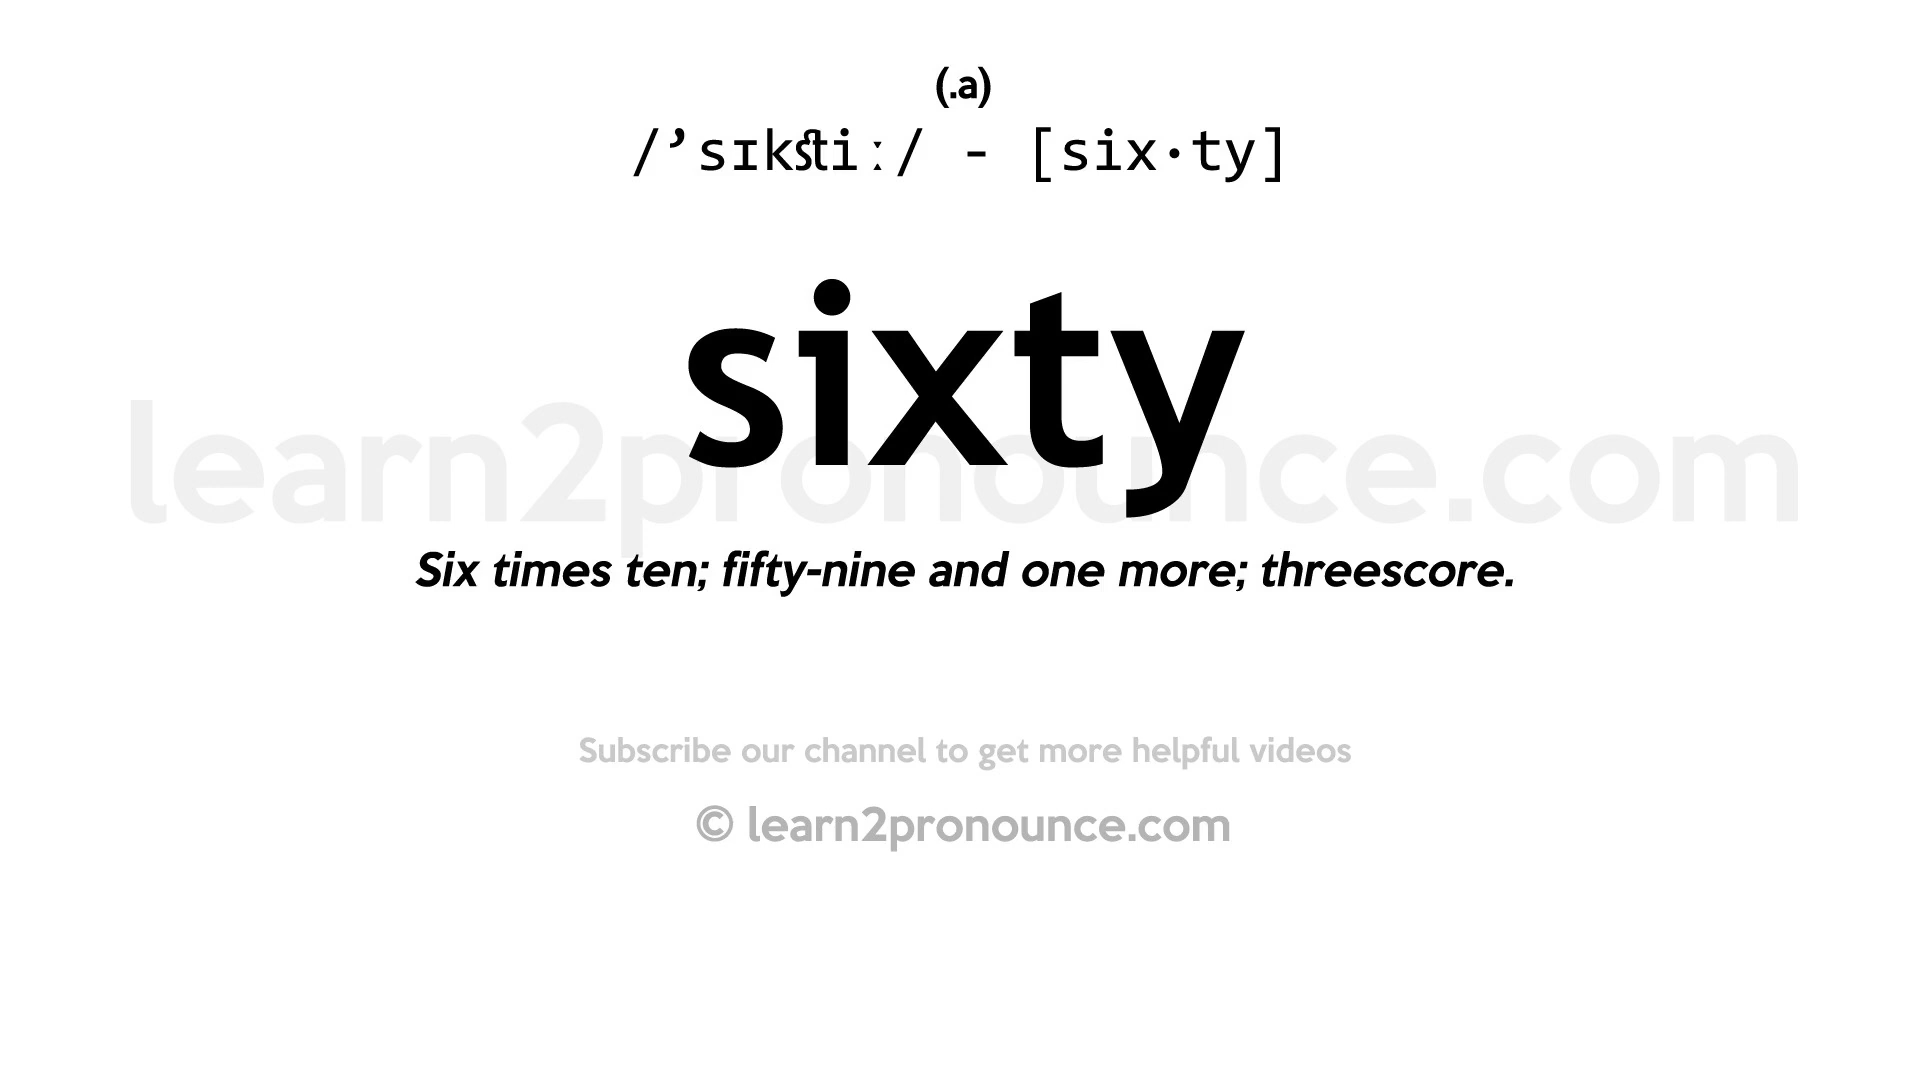 (.a)
/’sɪksti:/ - [six·ty]
sixty
learn2pronounce.com
Six times ten; fifty-nine and one more; threescore.
Subscribe our channel to get more helpful videos
© learn2pronounce.com